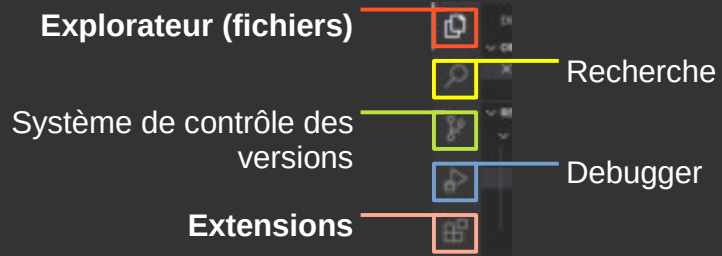 Explorateur (fichiers)
Recherche
Système de contrôle des
versions
Debugger
Extensions